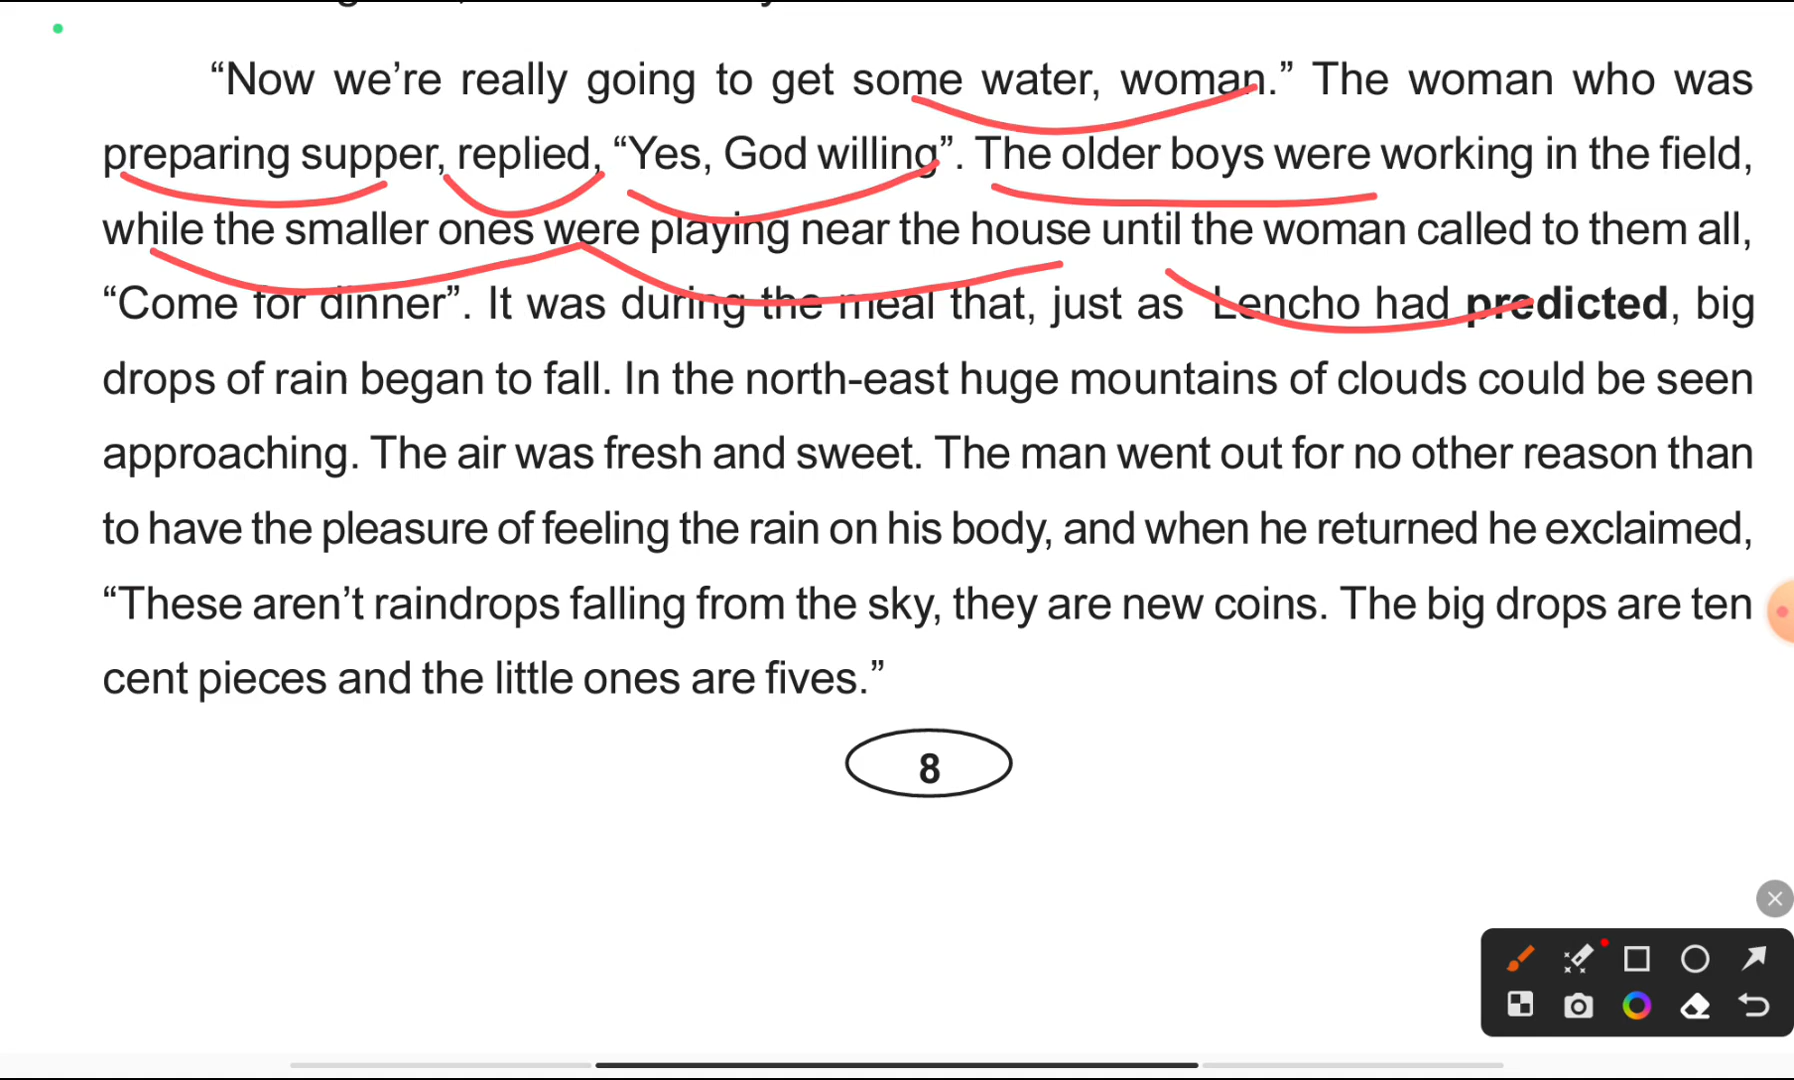 “Now we’re really going to get some water, woman.” The woman who was
preparing supper, replied, “Yes, God willing”. The older boys were working in the field,
while the smaller ones were playing near the house until the woman called to them all,
“Come for dinner”. It was during the meal that, just as Lencho had predicted, big
drops of rain began to fall. In the north-east huge mountains of clouds could be seen
approaching. The air was fresh and sweet. The man went out for no other reason than
to have the pleasure of feeling the rain on his body, and when he returned he exclaimed,
“These aren’t raindrops falling from the sky, they are new coins. The big drops are ten
cent pieces and the little ones are fives.”
8